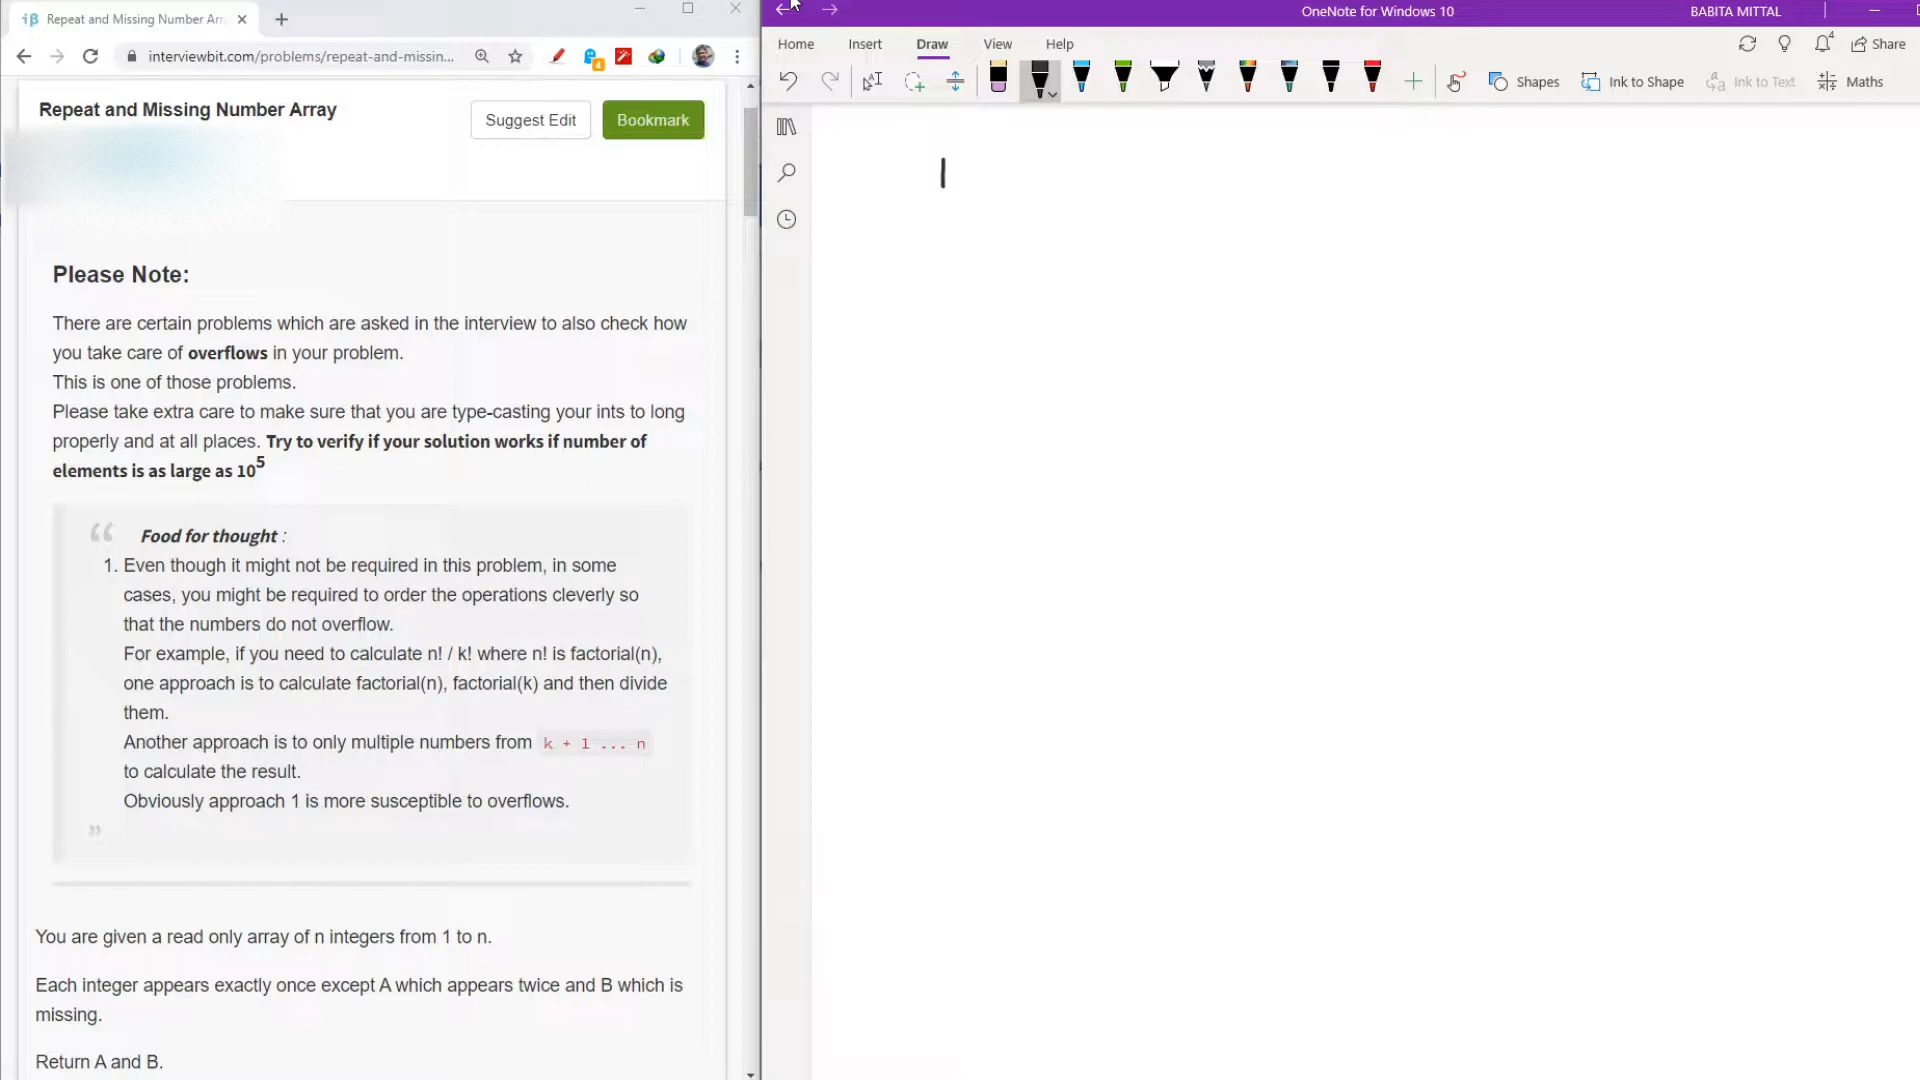 Repeat and Missing Number Arr
interviewbit.com/problems/repeat-and-missin...
4
Repeat and Missing Number Array
Suggest Edit
Bookmark
Please Note:
There are certain problems which are asked in the interview to also check how
you take care of overflows in your problem.
This is one of those problems.
Please take extra care to make sure that you are type-casting your ints to long
properly and at all places. Try to verify if your solution works if number of
elements is as large as 10^5
“ Food for thought :
1. Even though it might not be required in this problem, in some
cases, you might be required to order the operations cleverly so
that the numbers do not overflow.
For example, if you need to calculate n! / k! where n! is factorial(n),
one approach is to calculate factorial(n), factorial(k) and then divide
them.
Another approach is to only multiple numbers from k + 1 ... n
to calculate the result.
Obviously approach 1 is more susceptible to overflows.
”
You are given a read only array of n integers from 1 to n.
Each integer appears exactly once except A which appears twice and B which is
missing.
Return A and B.
OneNote for Windows 10
BABITA MITTAL
Home
Insert
Draw
View
Help
4
Share
Shapes
Ink to Shape
Ink to Text
Maths